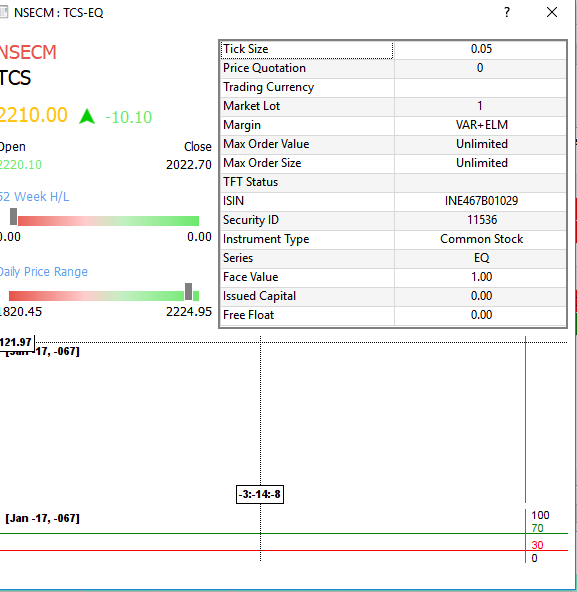 NSECM : TCS-EQ
?
NSECM
TCS
2210.00 -10.10
Open Close
2220.10 2022.70
52 Week H/L
0.00 0.00
Daily Price Range
1820.45 2224.95
Tick Size 0.05
Price Quotation 0
Trading Currency
Market Lot 1
Margin VAR+ELM
Max Order Value Unlimited
Max Order Size Unlimited
TFT Status
ISIN INE467B01029
Security ID 11536
Instrument Type Common Stock
Series EQ
Face Value 1.00
Issued Capital 0.00
Free Float 0.00
121.97
[Jan -17, -067]
-3:-14:-8
[Jan -17, -067]
100
70
30
0